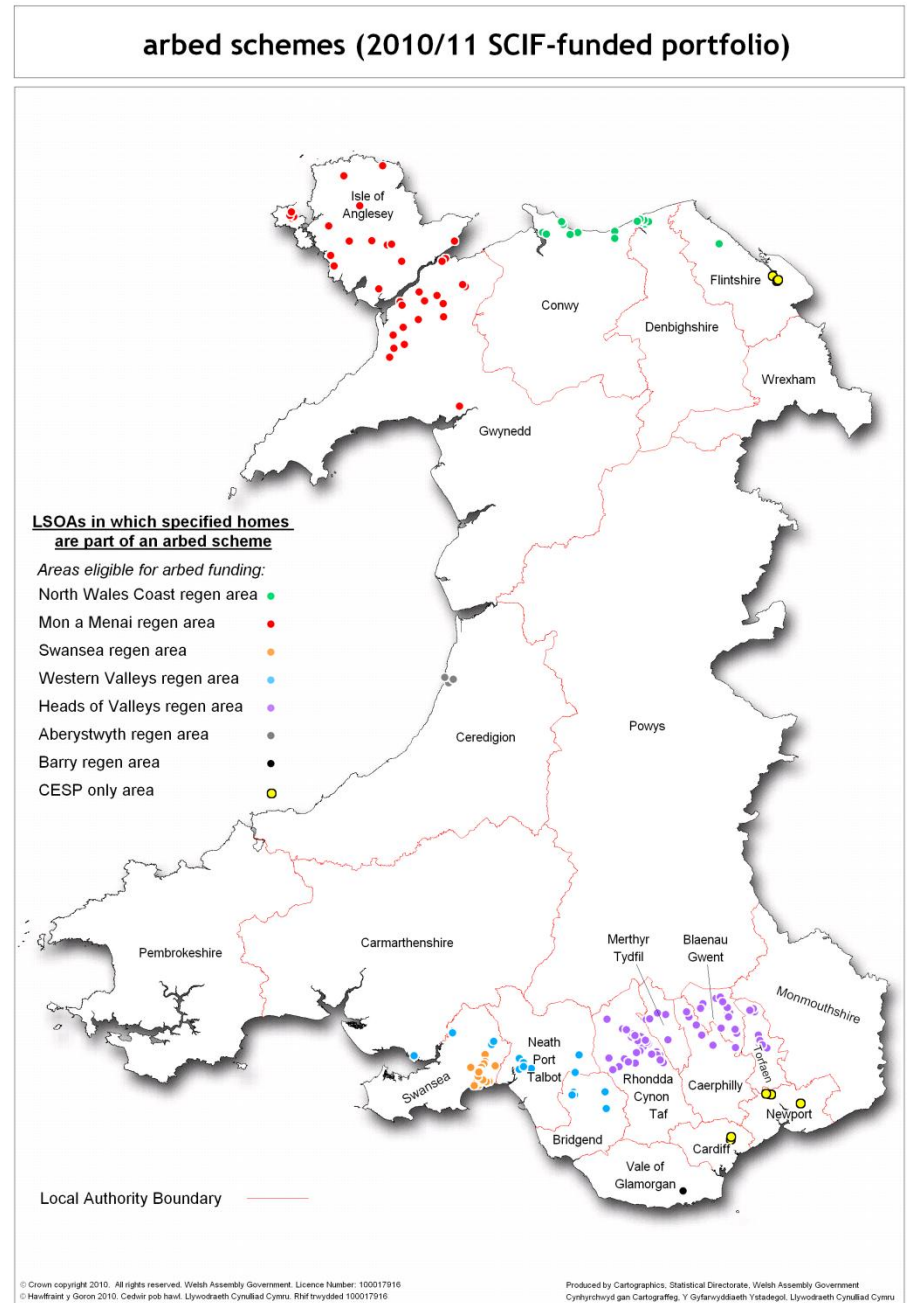 arbed schemes (2010/11 SCIF-funded portfolio)
Isle of
Anglesey
Conwy
Flintshire
Denbighshire
Wrexham
Gwynedd
LSOAs in which specified homes
are part of an arbed scheme
Areas eligible for arbed funding:
North Wales Coast regen area
Mon a Menai regen area
Swansea regen area
Western Valleys regen area
Heads of Valleys regen area
Aberystwyth regen area
Barry regen area
CESP only area
Powys
Ceredigion
Pembrokeshire
Carmarthenshire
Merthyr
Tydfil
Blaenau
Gwent
Monmouthshire
Neath
Port
Talbot
Swansea
Rhondda
Cynon
Taf
Caerphilly
Torfaen
Newport
Bridgend
Cardiff
Vale of
Glamorgan
Local Authority Boundary
© Crown copyright 2010. All rights reserved. Welsh Assembly Government. Licence Number: 100017916
© Hawlfraint y Goron 2010. Cedwir pob hawl. Llywodraeth Cynulliad Cymru. Rhif trwydded 100017916
Produced by Cartographics, Statistical Directorate, Welsh Assembly Government
Cynhyrchwyd gan Cartograffeg, Y Gyfarwyddiaeth Ystadegol, Llywodraeth Cynulliad Cymru